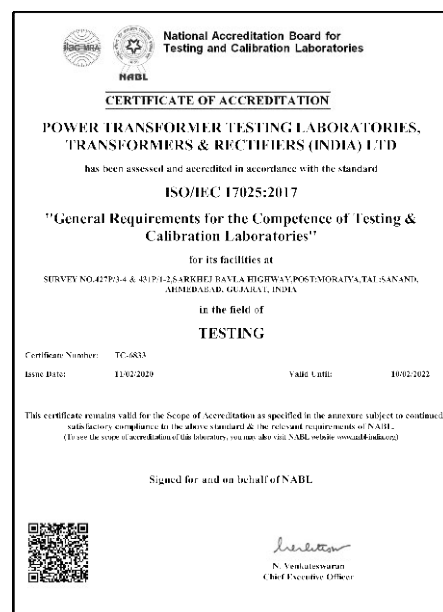 ilac-MRA
NABL
National Accreditation Board for
Testing and Calibration Laboratories
CERTIFICATE OF ACCREDITATION
POWER TRANSFORMER TESTING LABORATORIES,
TRANSFORMERS & RECTIFIERS (INDIA) LTD
has been assessed and accredited in accordance with the standard
ISO/IEC 17025:2017
"General Requirements for the Competence of Testing &
Calibration Laboratories"
for its facilities at
SURVEY NO.427P/3-4 & 431P/1-2,SARKHEJ BAVLA HIGHWAY,POST:MORAIYA,TAL:SANAND,
AHMEDABAD, GUJARAT, INDIA
in the field of
TESTING
Certificate Number: TC-6833
Issue Date: 11/02/2020 Valid Until: 10/02/2022
This certificate remains valid for the Scope of Accreditation as specified in the annexure subject to continued
satisfactory compliance to the above standard & the relevant requirements of NABL.
(To see the scope of accreditation of this laboratory, you may also visit NABL website www.nabl-india.org)
Signed for and on behalf of NABL
N. Venkateswaran
Chief Executive Officer